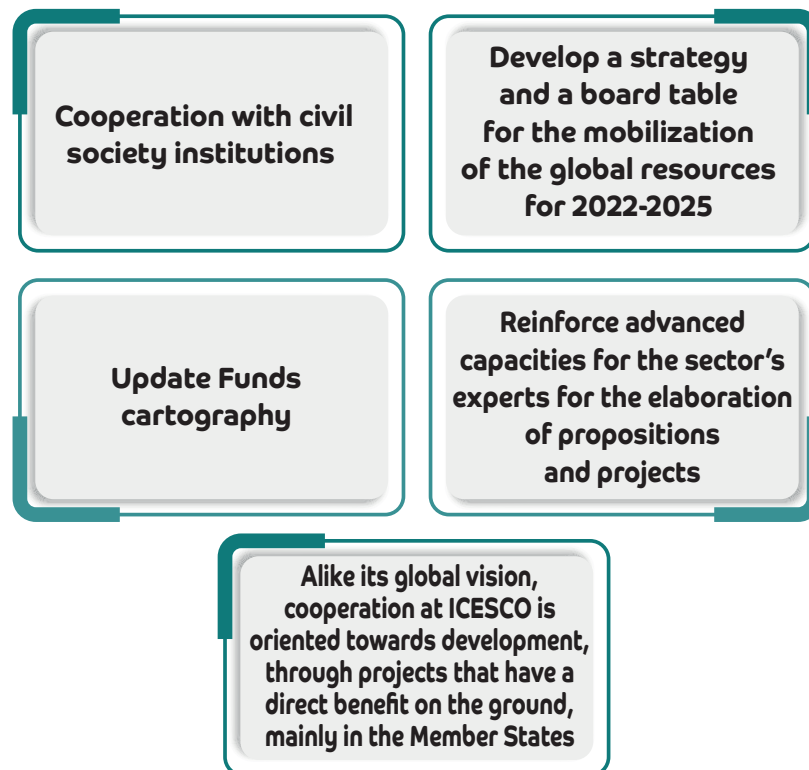 Cooperation with civil
society institutions
Develop a strategy
and a board table
for the mobilization
of the global resources
for 2022-2025
Update Funds
cartography
Reinforce advanced
capacities for the sector's
experts for the elaboration
of propositions
and projects
Alike its global vision,
cooperation at ICESCO is
oriented towards development,
through projects that have a
direct benefit on the ground,
mainly in the Member States